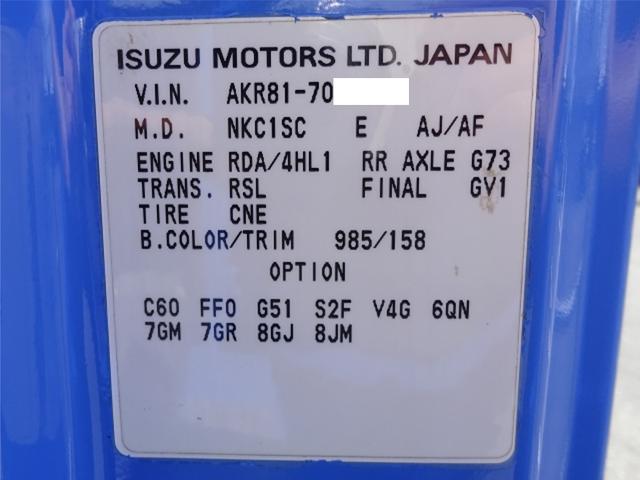 ISUZU MOTORS LTD. JAPAN
V.I.N. AKR81-70
M.D. NKC1SC E AJ/AF
ENGINE RDA/4HL1 RR AXLE G73
TRANS. RSL FINAL GV1
TIRE CNE
B.COLOR/TRIM 985/158
OPTION
C60 FF0 G51 S2F V4G 6QN
7GM 7GR 8GJ 8JM